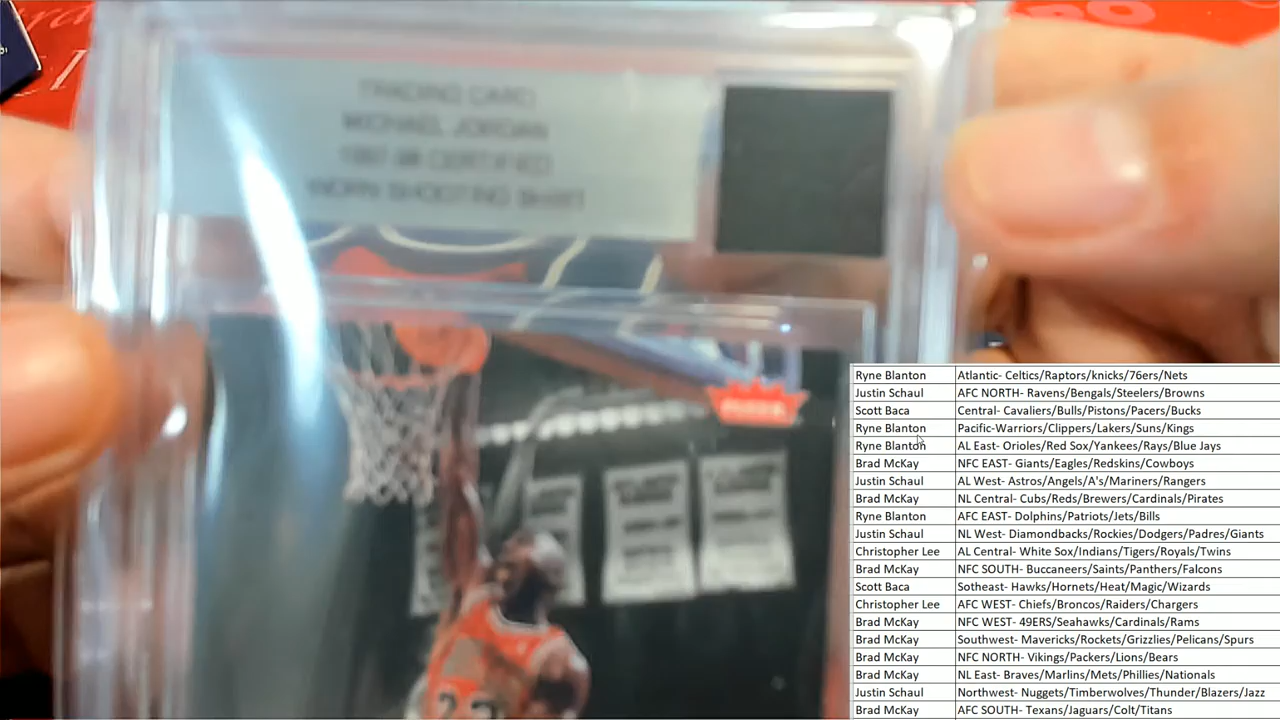 TRADING CARD
MICHAEL JORDAN
1997-98 CERTIFIED
WORN SHOOTING SHIRT
FLEER
23
Ryne Blanton Atlantic- Celtics/Raptors/knicks/76ers/Nets
Justin Schaul AFC NORTH- Ravens/Bengals/Steelers/Browns
Scott Baca Central- Cavaliers/Bulls/Pistons/Pacers/Bucks
Ryne Blanton Pacific-Warriors/Clippers/Lakers/Suns/Kings
Ryne Blanton AL East- Orioles/Red Sox/Yankees/Rays/Blue Jays
Brad McKay NFC EAST- Giants/Eagles/Redskins/Cowboys
Justin Schaul AL West- Astros/Angels/A's/Mariners/Rangers
Brad McKay NL Central- Cubs/Reds/Brewers/Cardinals/Pirates
Ryne Blanton AFC EAST- Dolphins/Patriots/Jets/Bills
Justin Schaul NL West- Diamondbacks/Rockies/Dodgers/Padres/Giants
Christopher Lee AL Central- White Sox/Indians/Tigers/Royals/Twins
Brad McKay NFC SOUTH- Buccaneers/Saints/Panthers/Falcons
Scott Baca Sotheast- Hawks/Hornets/Heat/Magic/Wizards
Christopher Lee AFC WEST- Chiefs/Broncos/Raiders/Chargers
Brad McKay NFC WEST- 49ERS/Seahawks/Cardinals/Rams
Brad McKay Southwest- Mavericks/Rockets/Grizzlies/Pelicans/Spurs
Brad McKay NFC NORTH- Vikings/Packers/Lions/Bears
Brad McKay NL East- Braves/Marlins/Mets/Phillies/Nationals
Justin Schaul Northwest- Nuggets/Timberwolves/Thunder/Blazers/Jazz
Brad McKay AFC SOUTH- Texans/Jaguars/Colt/Titans